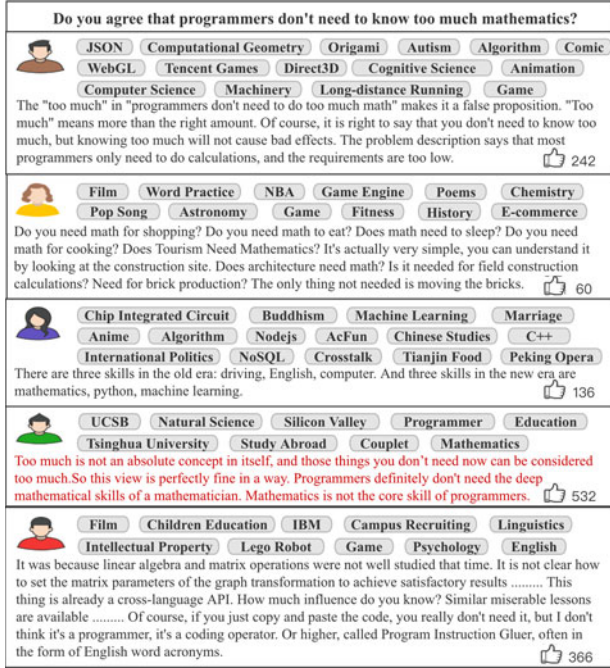 Do you agree that programmers don't need to know too much mathematics?
JSON Computational Geometry Origami Autism Algorithm Comic
WebGL Tencent Games Direct3D Cognitive Science Animation
Computer Science Machinery Long-distance Running Game
The "too much" in "programmers don't need to do too much math" makes it a false proposition. "Too
much" means more than the right amount. Of course, it is right to say that you don't need to know too
much, but knowing too much will not cause bad effects. The problem description says that most
programmers only need to do calculations, and the requirements are too low.
242
Film Word Practice NBA Game Engine Poems Chemistry
Pop Song Astronomy Game Fitness History E-commerce
Do you need math for shopping? Do you need math to eat? Does math need to sleep? Do you need
math for cooking? Does Tourism Need Mathematics? It's actually very simple, you can understand it
by looking at the construction site. Does architecture need math? Is it needed for field construction
calculations? Need for brick production? The only thing not needed is moving the bricks.
60
Chip Integrated Circuit Buddhism Machine Learning Marriage
Anime Algorithm Nodejs AcFun Chinese Studies C++
International Politics NoSQL Crosstalk Tianjin Food Peking Opera
There are three skills in the old era: driving, English, computer. And three skills in the new era are
mathematics, python, machine learning.
136
UCSB Natural Science Silicon Valley Programmer Education
Tsinghua University Study Abroad Couplet Mathematics
Too much is not an absolute concept in itself, and those things you don't need now can be considered
too much.So this view is perfectly fine in a way. Programmers definitely don't need the deep
mathematical skills of a mathematician. Mathematics is not the core skill of programmers.
532
Film Children Education IBM Campus Recruiting Linguistics
Intellectual Property Lego Robot Game Psychology English
It was because linear algebra and matrix operations were not well studied that time. It is not clear how
to set the matrix parameters of the graph transformation to achieve satisfactory results ......... This
thing is already a cross-language API. How much influence do you know? Similar miserable lessons
are available ......... Of course, if you just copy and paste the code, you really don't need it, but I don't
think it's a programmer, it's a coding operator. Or higher, called Program Instruction Gluer, often in
the form of English word acronyms.
366